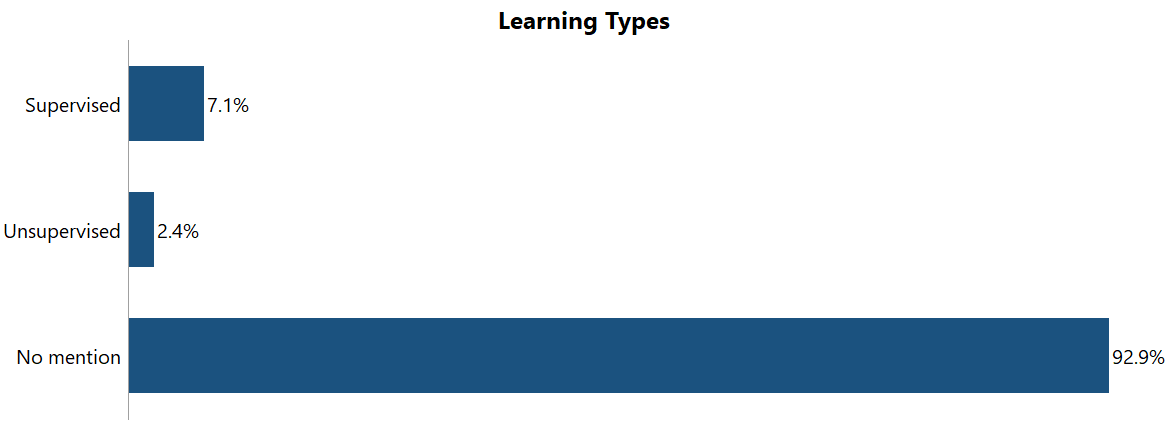 Learning Types
Supervised 7.1%
Unsupervised 2.4%
No mention 92.9%